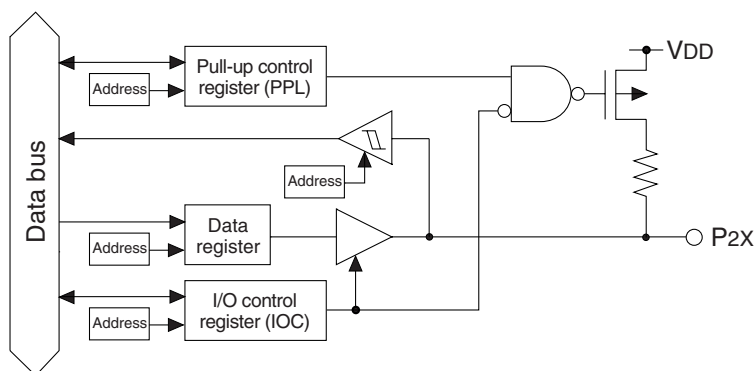 Data bus
Address
Pull-up control
register (PPL)
VDD
Address
Address
Data
register
P2X
Address
I/O control
register (IOC)